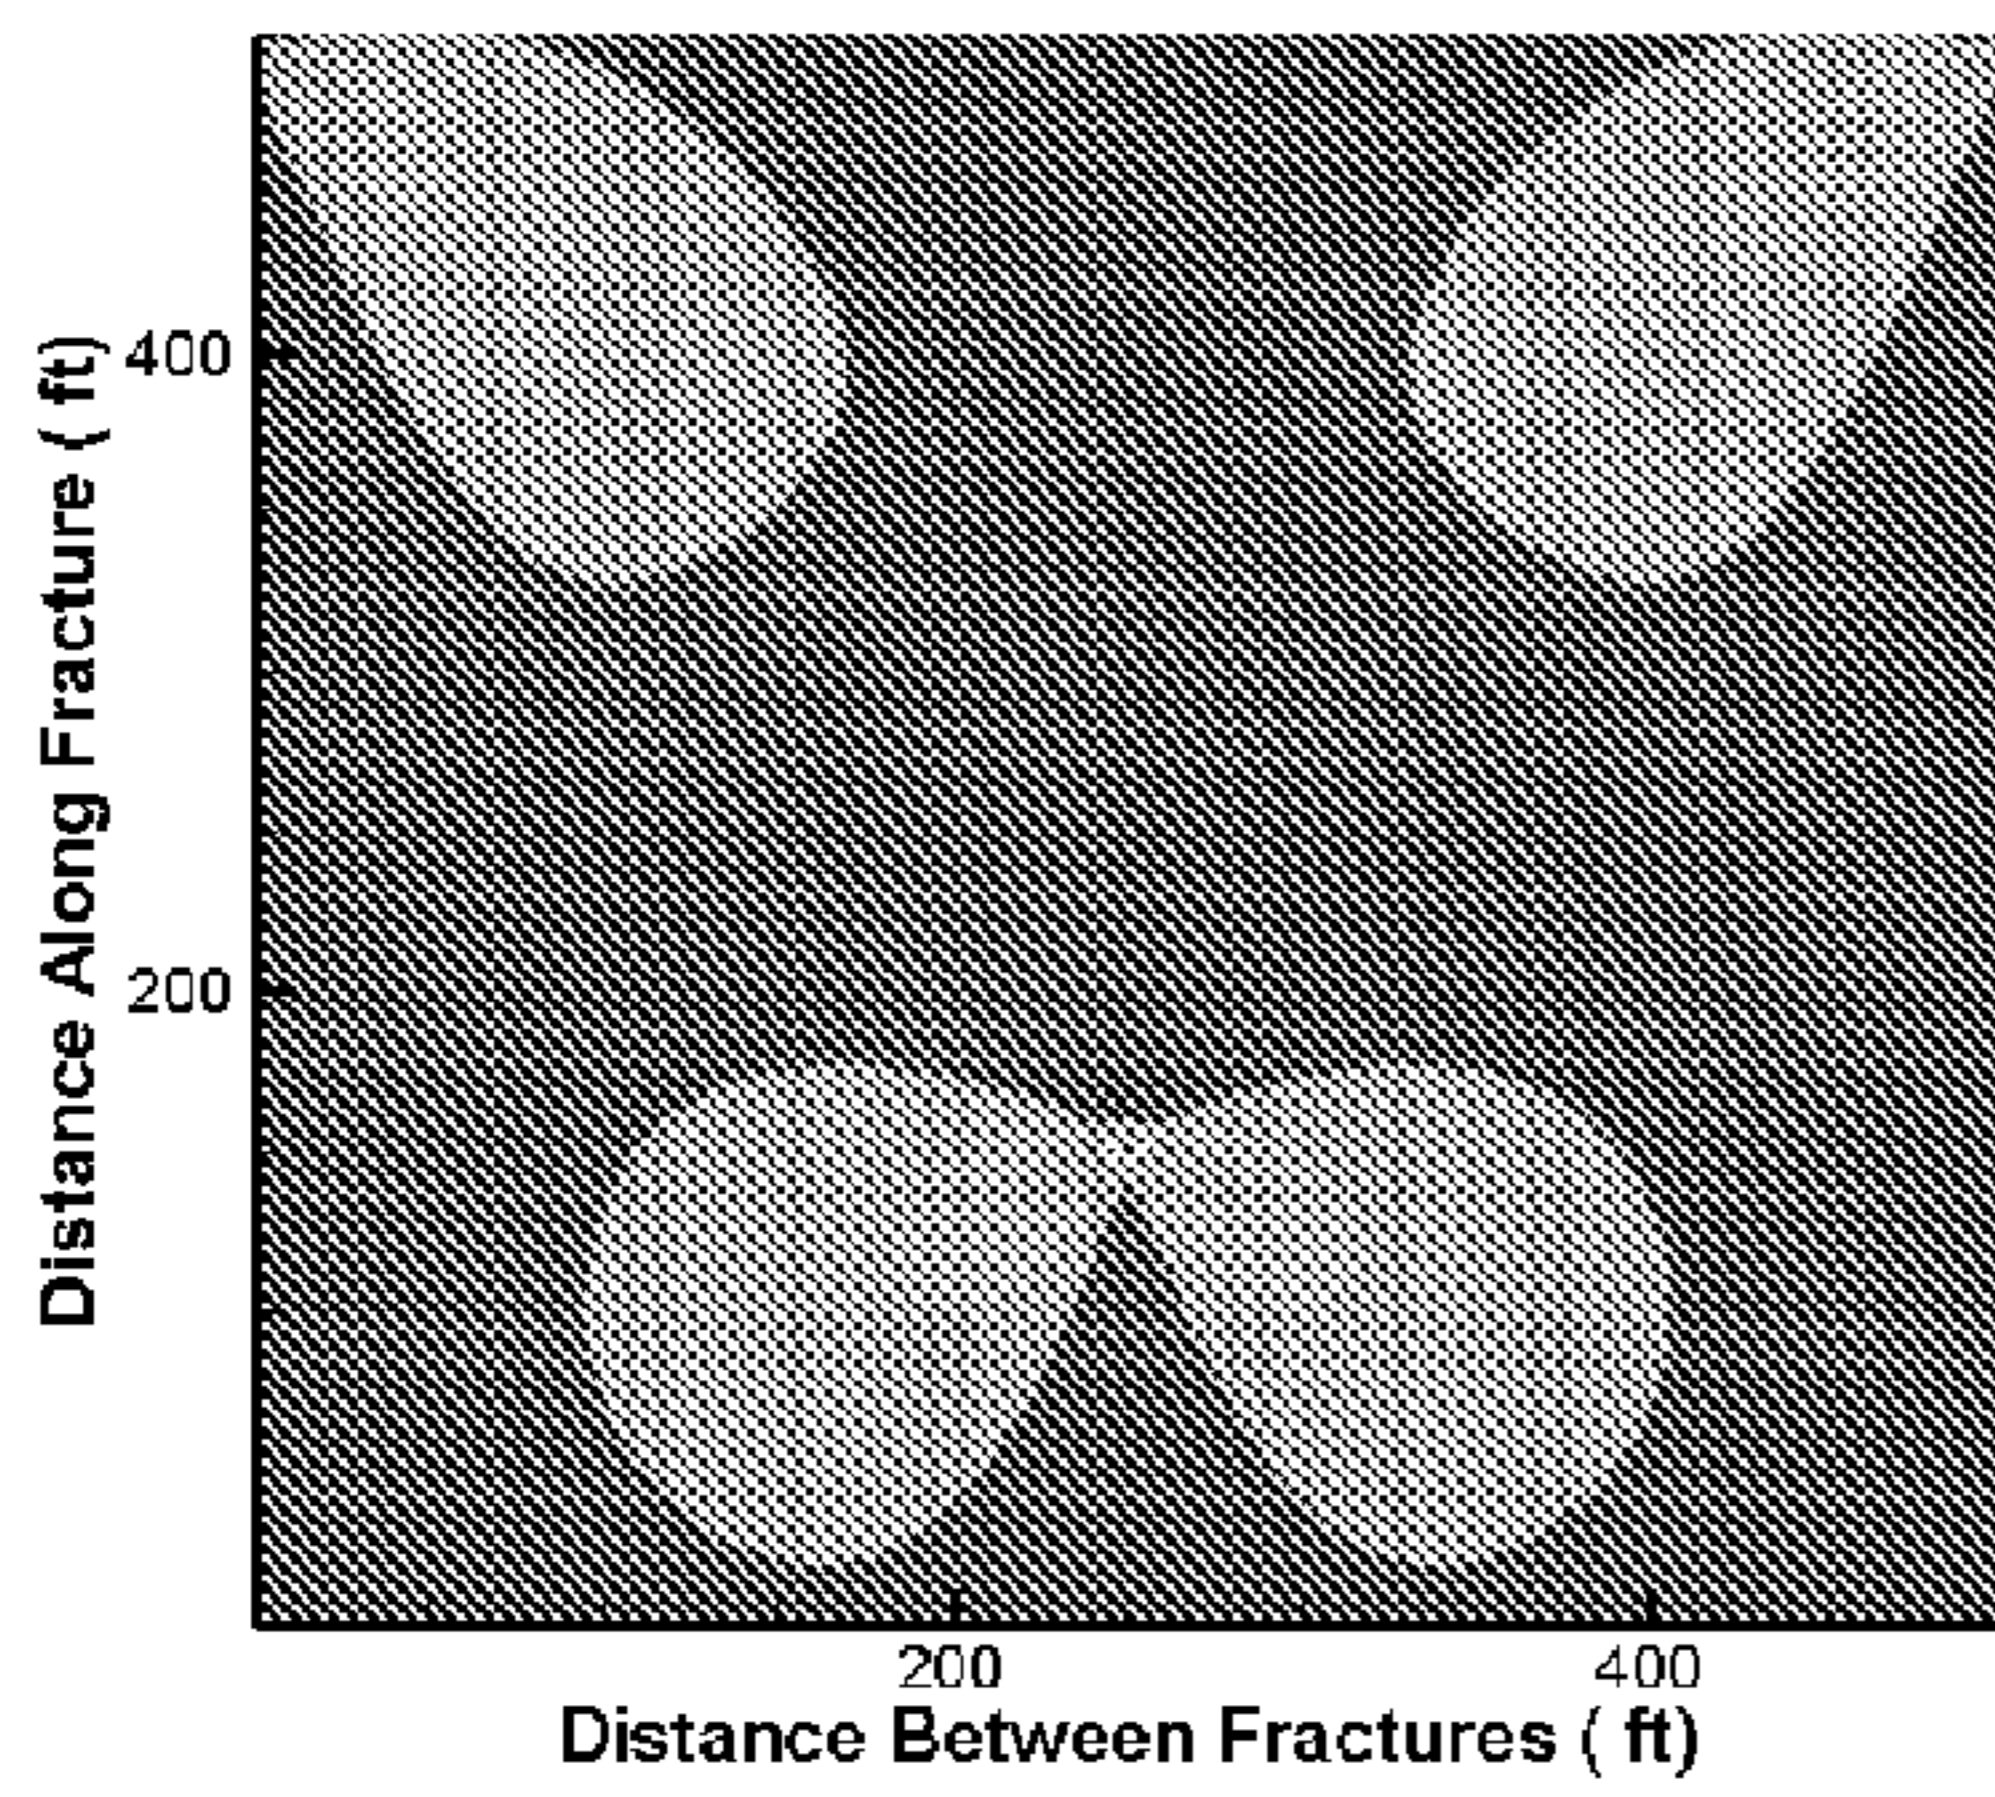 Distance Along Fracture ( ft)
400
200
200 400
Distance Between Fractures ( ft)